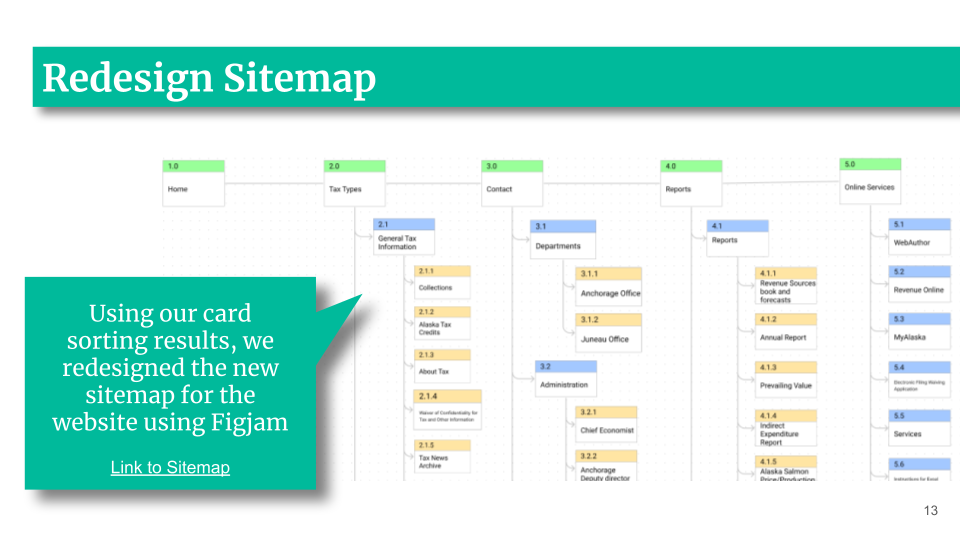 Redesign Sitemap
1.0
Home
2.0
Tax Types
3.0
Contact
4.0
Reports
5.0
Online Services
2.1
General Tax
Information
2.1.1
Collections
2.1.2
Alaska Tax
Credits
2.1.3
About Tax
2.1.4
Waiver of Confidentiality for
Tax and Other Information
2.1.5
Tax News
Archive
3.1
Departments
3.1.1
Anchorage Office
3.1.2
Juneau Office
3.2
Administration
3.2.1
Chief Economist
3.2.2
Anchorage
Deputy director
4.1
Reports
4.1.1
Revenue Sources
book and
forecasts
4.1.2
Annual Report
4.1.3
Prevailing Value
4.1.4
Indirect
Expenditure
Report
4.1.5
Alaska Salmon
Price/Production
5.1
WebAuthor
5.2
Revenue Online
5.3
MyAlaska
5.4
Electronic Filing Waiving
Application
5.5
Services
5.6
Instructions for
Using our card
sorting results, we
redesigned the new
sitemap for the
website using Figjam
Link to Sitemap
13